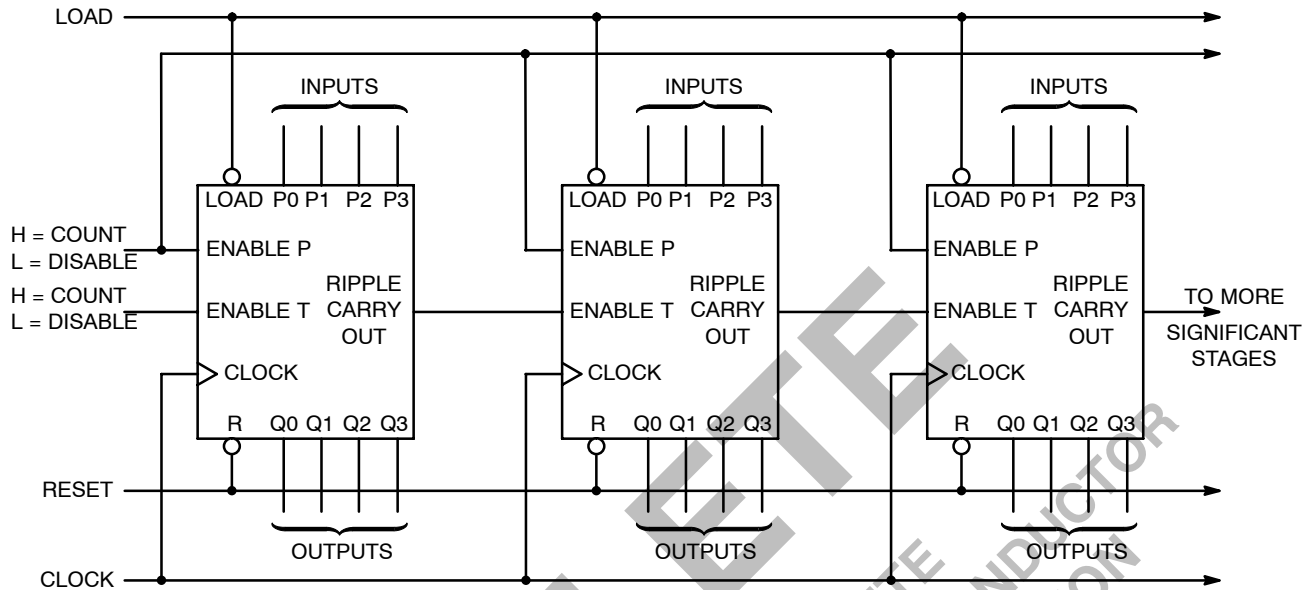 LOAD
INPUTS INPUTS INPUTS
LOAD P0 P1 P2 P3 LOAD P0 P1 P2 P3 LOAD P0 P1 P2 P3
H = COUNT
L = DISABLE
ENABLE P ENABLE P ENABLE P
H = COUNT
L = DISABLE
ENABLE T ENABLE T ENABLE T
RIPPLE
CARRY
OUT
RIPPLE
CARRY
OUT
RIPPLE
CARRY
OUT
TO MORE
SIGNIFICANT
STAGES
CLOCK CLOCK CLOCK
R Q0 Q1 Q2 Q3 R Q0 Q1 Q2 Q3 R Q0 Q1 Q2 Q3
RESET
OUTPUTS OUTPUTS OUTPUTS
CLOCK